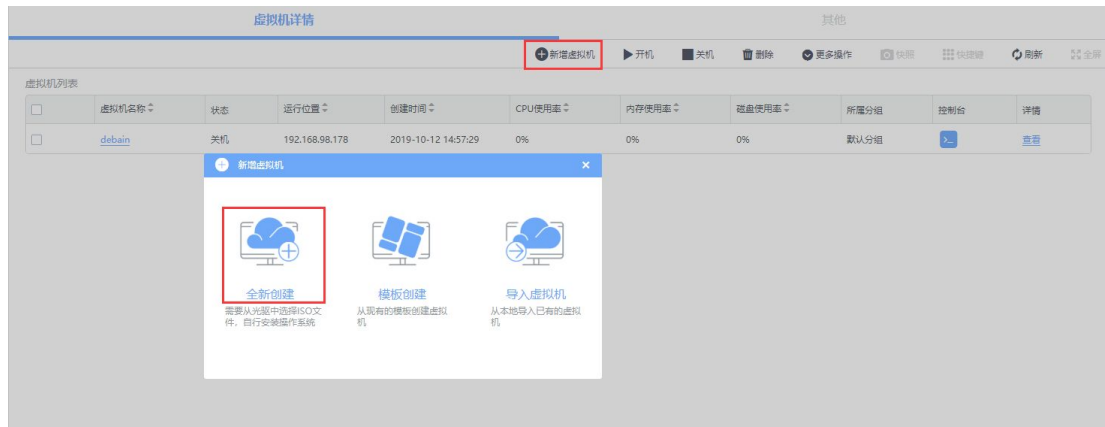 虚拟机详情 其他
新增虚拟机 开机 关机 删除 更多操作 快照 快捷键 刷新 全屏
虚拟机列表
虚拟机名称 状态 运行位置 创建时间 CPU使用率 内存使用率 磁盘使用率 所属分组 控制台 详情
debain 关机 192.168.98.178 2019-10-12 14:57:29 0% 0% 0% 默认分组 查看
新增虚拟机
全新创建 模板创建 导入虚拟机
需要从光驱中选择ISO文 从现有的模板创建虚拟 从本地导入已有的虚拟
件，自行安装操作系统 机 机